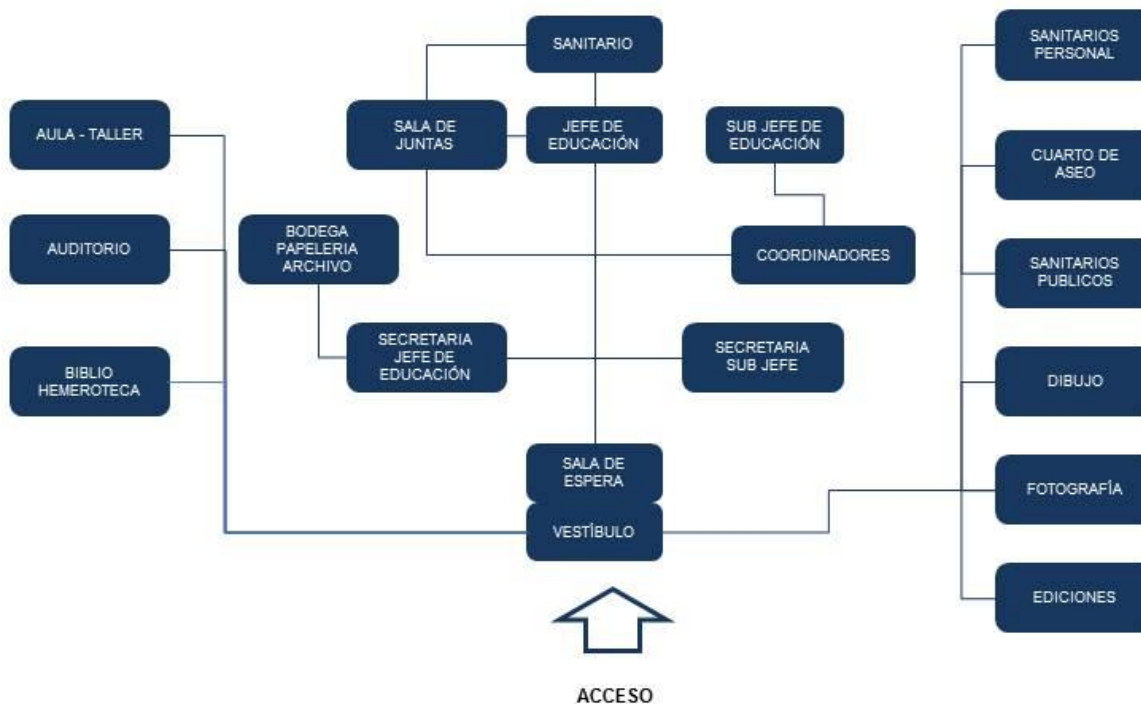 SANITARIO
SANITARIOS
PERSONAL
AULA - TALLER
SALA DE
JUNTAS
JEFE DE
EDUCACIÓN
SUB JEFE DE
EDUCACIÓN
CUARTO DE
ASEO
AUDITORIO
BODEGA
PAPELERIA
ARCHIVO
COORDINADORES
SANITARIOS
PUBLICOS
BIBLIO
HEMEROTECA
SECRETARIA
JEFE DE
EDUCACIÓN
SECRETARIA
SUB JEFE
DIBUJO
SALA DE
ESPERA
FOTOGRAFÍA
VESTÍBULO
EDICIONES
ACCESO